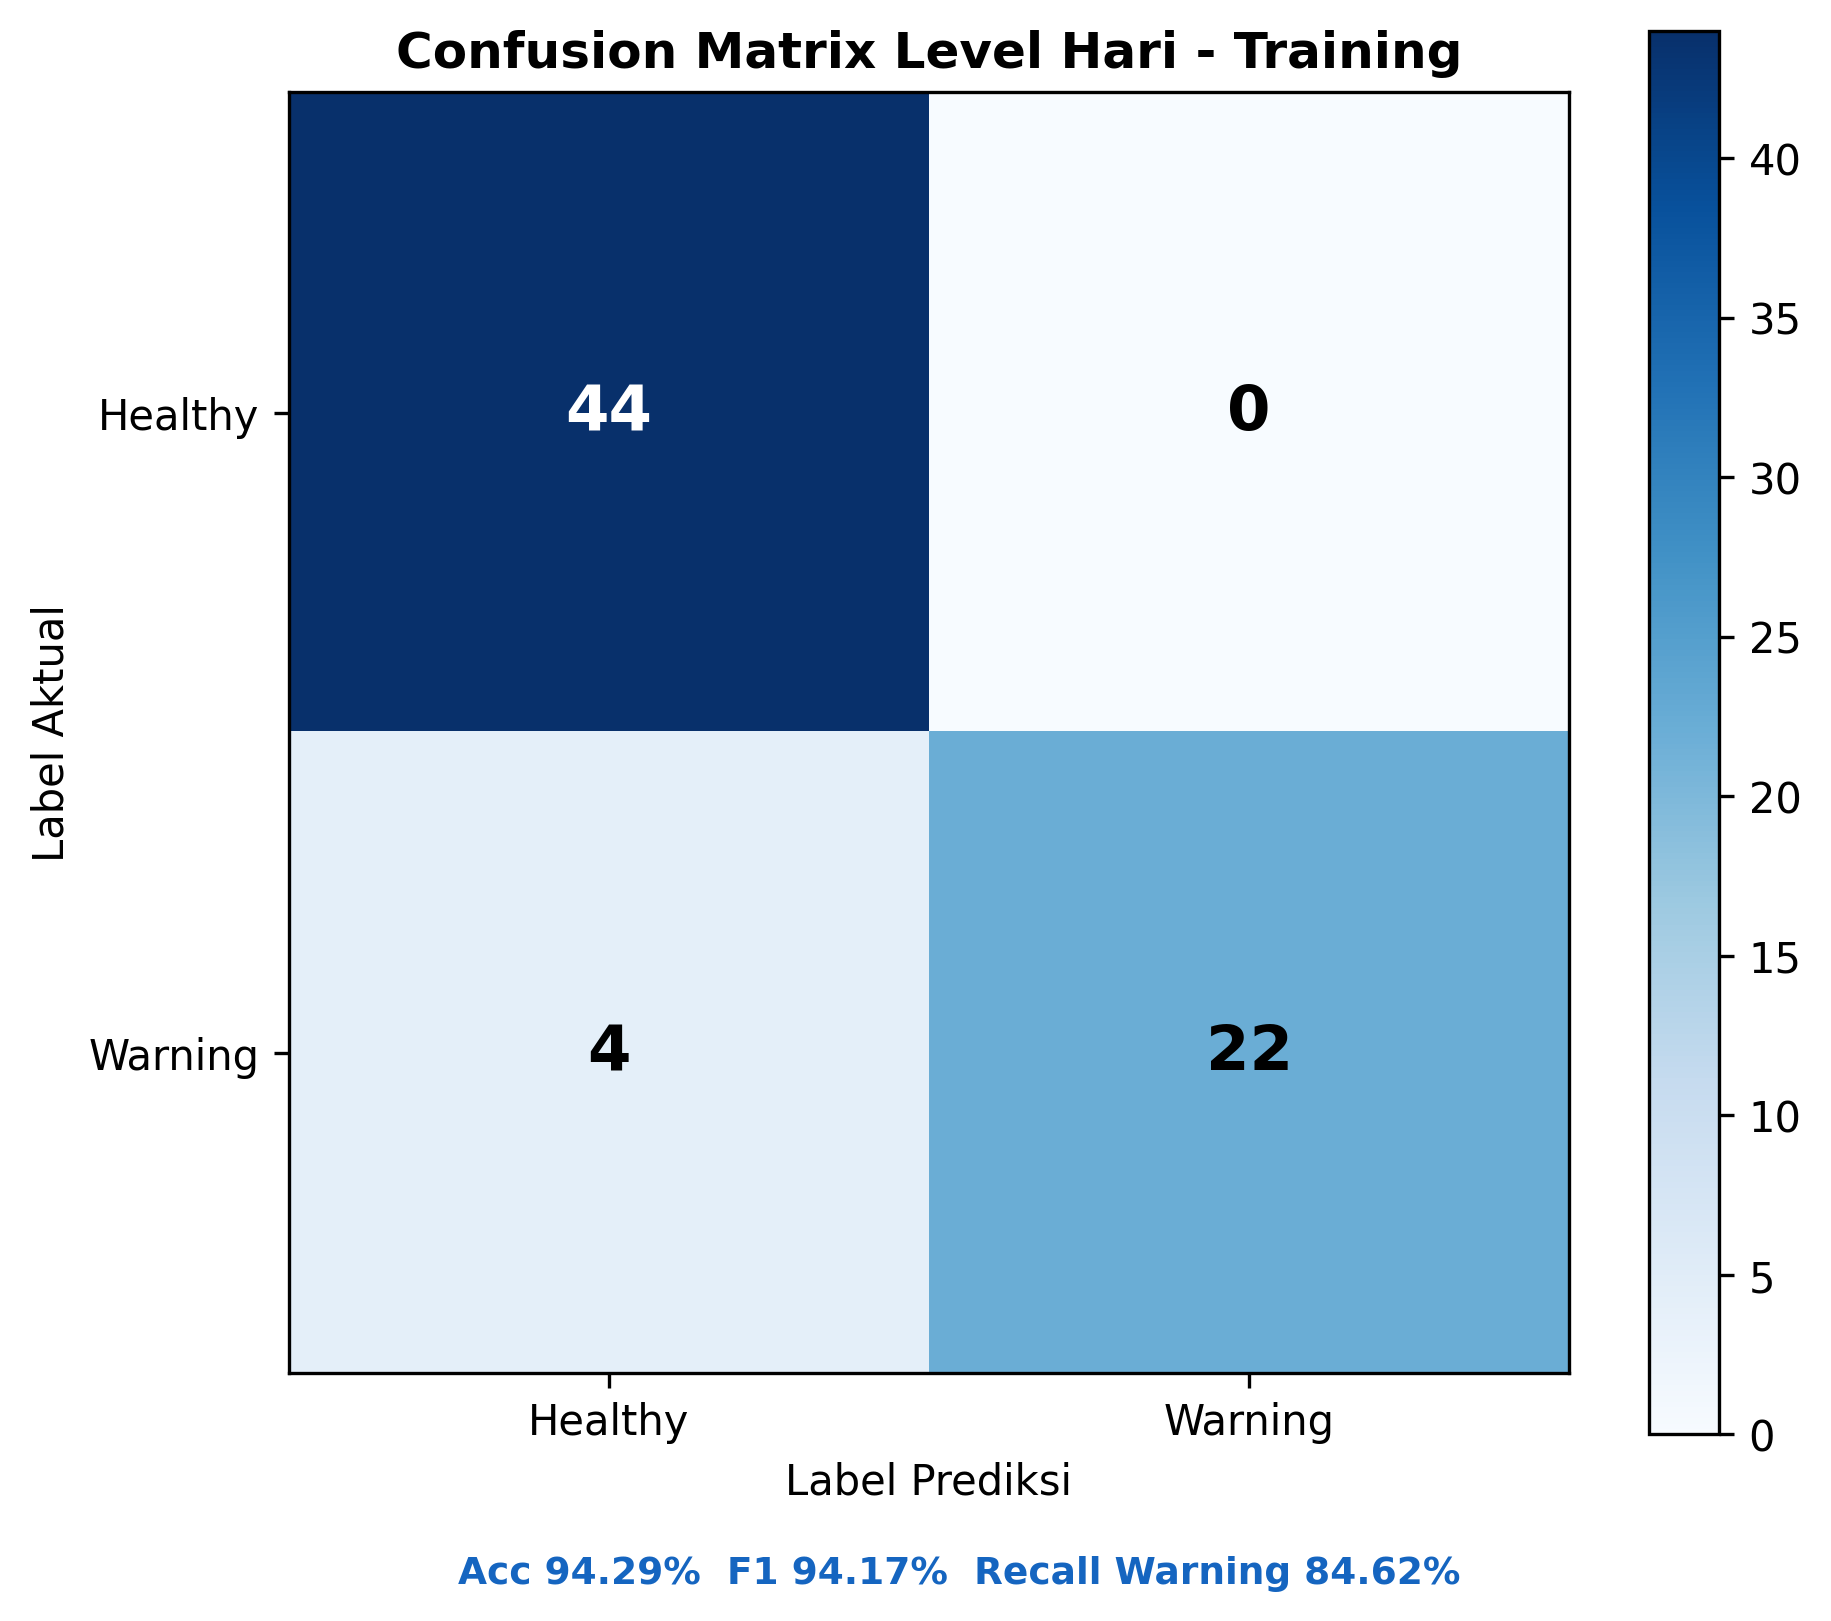 Confusion Matrix Level Hari - Training
40
35
30
25
20
15
10
5
0
Label Aktual
Healthy
44
0
Warning
4
22
Healthy
Warning
Label Prediksi
Acc 94.29% F1 94.17% Recall Warning 84.62%